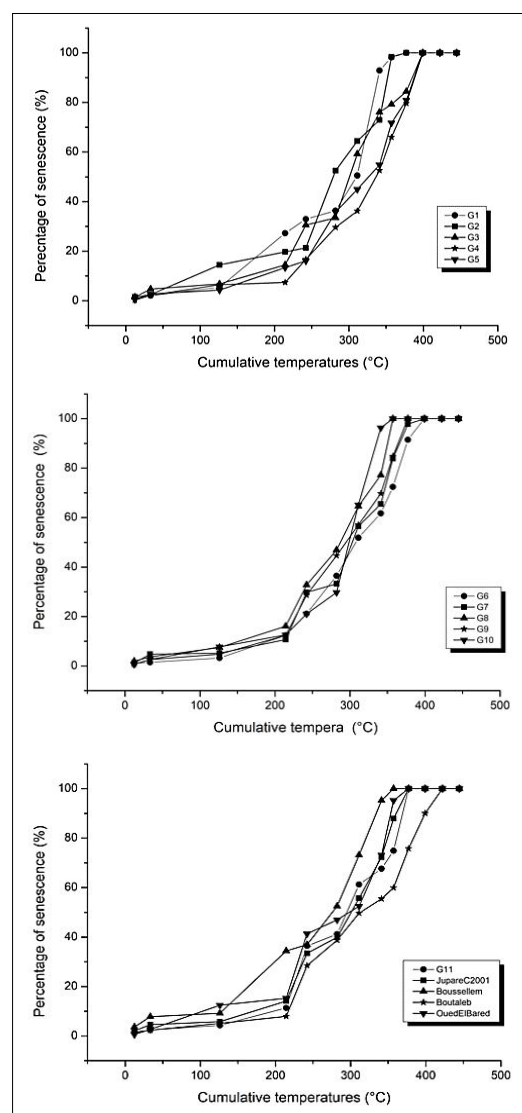 Perecntage of senescence (%)
100
80
60
40
20
0
G1
G2
G3
G4
G5
0 100 200 300 400 500
Cumulative temperatures (°C)
Percentage of senescence (%)
100
80
60
40
20
0
G6
G7
G8
G9
G10
0 100 200 300 400 500
Cumulative tempera (°C)
Percentage of senescence (%)
100
80
60
40
20
0
G11
JupareC2001
Boussellem
Boutaleb
OuedElBared
0 100 200 300 400 500
Cumulative temperatures (°C)